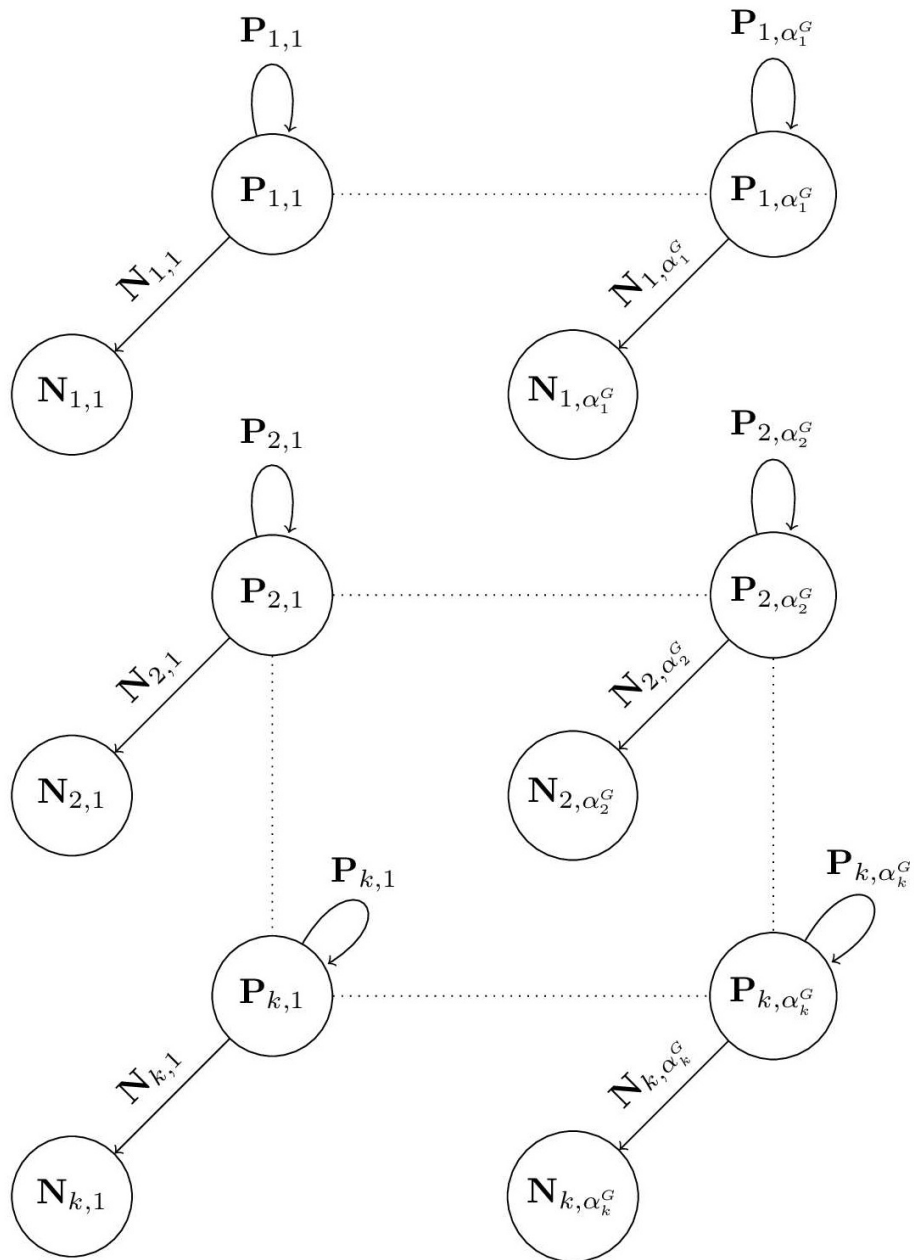 P_{1,1} P_{1,α_1^G}
P_{1,1} P_{1,α_1^G}
N_{1,1} N_{1,α_1^G}
N_{1,1} N_{1,α_1^G}
P_{2,1} P_{2,α_2^G}
P_{2,1} P_{2,α_2^G}
N_{2,1} N_{2,α_2^G}
N_{2,1} N_{2,α_2^G}
P_{k,1} P_{k,α_k^G}
P_{k,1} P_{k,α_k^G}
N_{k,1} N_{k,α_k^G}
N_{k,1} N_{k,α_k^G}